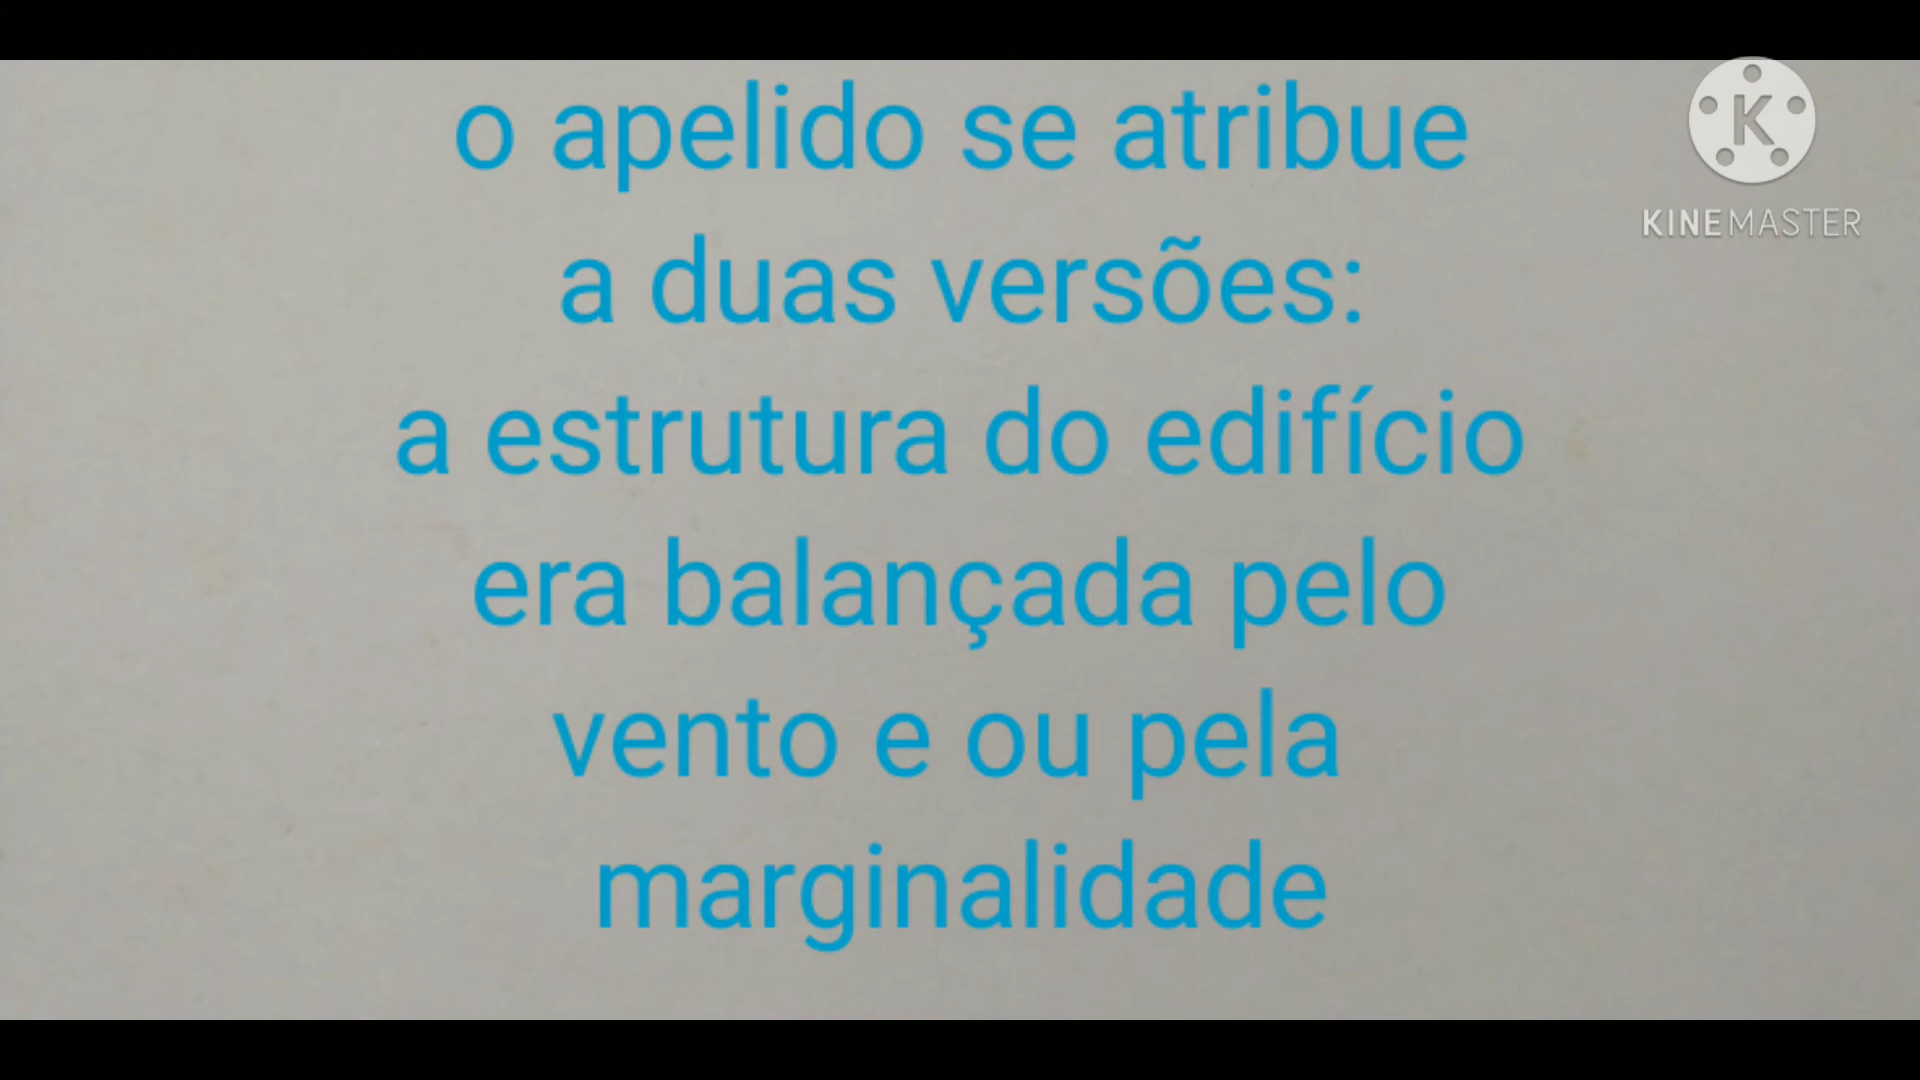 o apelido se atribue
a duas versões:
a estrutura do edifício
era balançada pelo
vento e ou pela
marginalidade
K
KINEMASTER